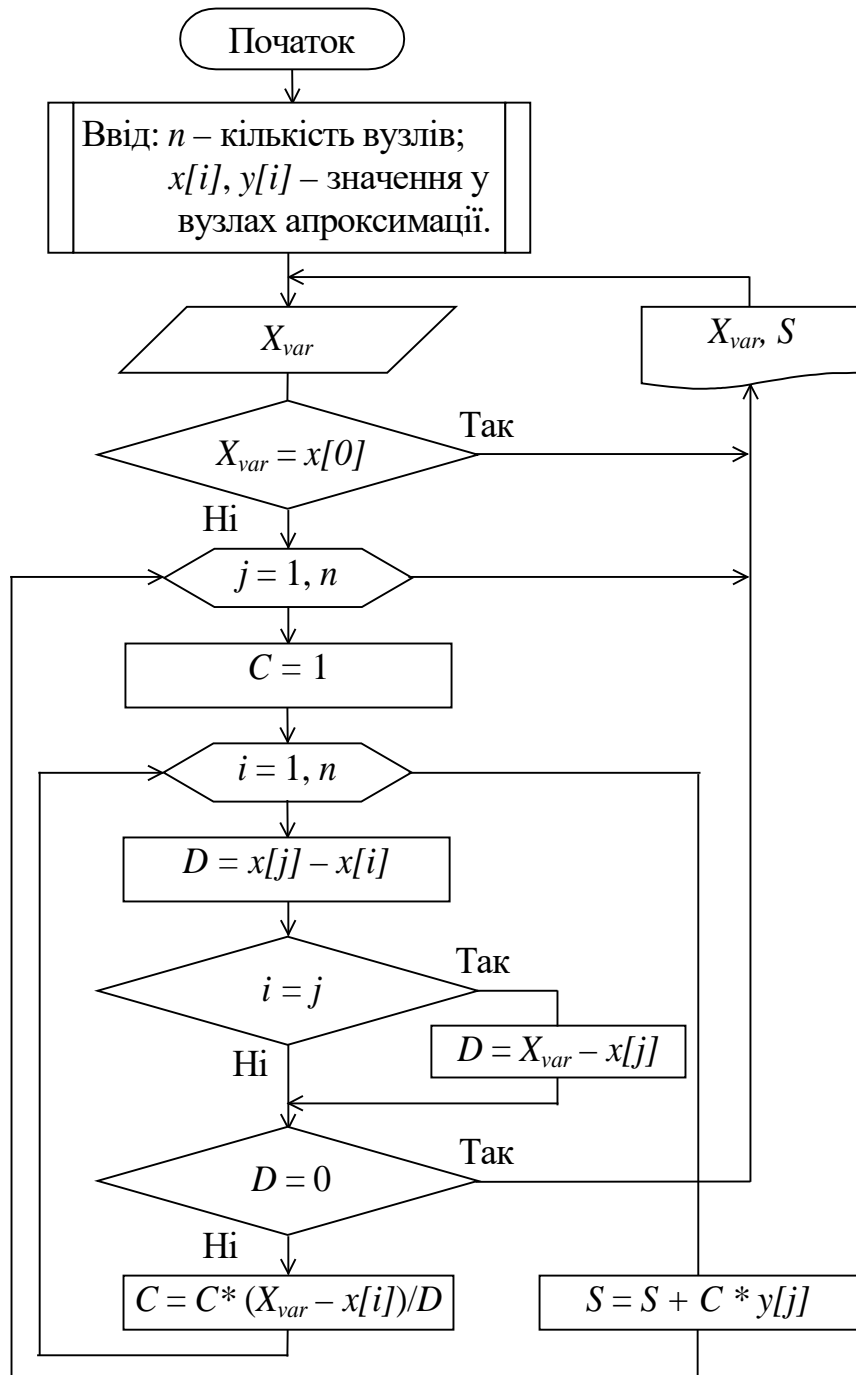 Початок
Ввід: n – кількість вузлів;
x[i], y[i] – значення у
вузлах апроксимації.
Xvar
Xvar, S
Xvar = x[0]
Так
Ні
j = 1, n
C = 1
i = 1, n
D = x[j] – x[i]
i = j
Так
D = Xvar – x[j]
Ні
D = 0
Так
Ні
C = C* (Xvar – x[i])/D
S = S + C * y[j]